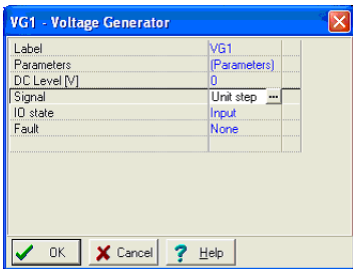 VG1 - Voltage Generator
Label VG1
Parameters (Parameters)
DC Level [V] 0
Signal Unit step ...
IO state Input
Fault None
OK Cancel ? Help